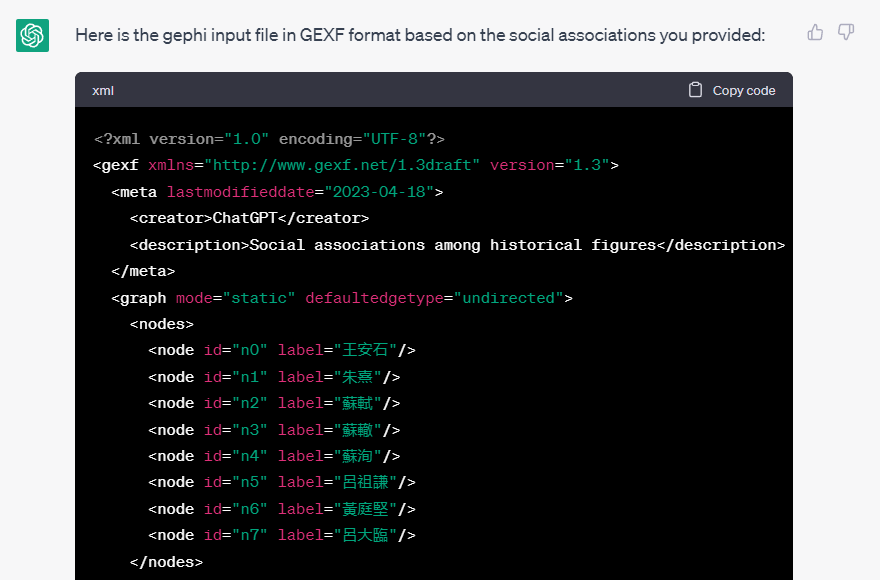 Here is the gephi input file in GEXF format based on the social associations you provided:
xml Copy code
<?xml version="1.0" encoding="UTF-8"?>
<gexf xmlns="http://www.gexf.net/1.3draft" version="1.3">
  <meta lastmodifieddate="2023-04-18">
    <creator>ChatGPT</creator>
    <description>Social associations among historical figures</description>
  </meta>
  <graph mode="static" defaultedgetype="undirected">
    <nodes>
      <node id="n0" label="王安石"/>
      <node id="n1" label="朱熹"/>
      <node id="n2" label="蘇軾"/>
      <node id="n3" label="蘇轍"/>
      <node id="n4" label="蘇洵"/>
      <node id="n5" label="呂祖謙"/>
      <node id="n6" label="黃庭堅"/>
      <node id="n7" label="呂大臨"/>
    </nodes>